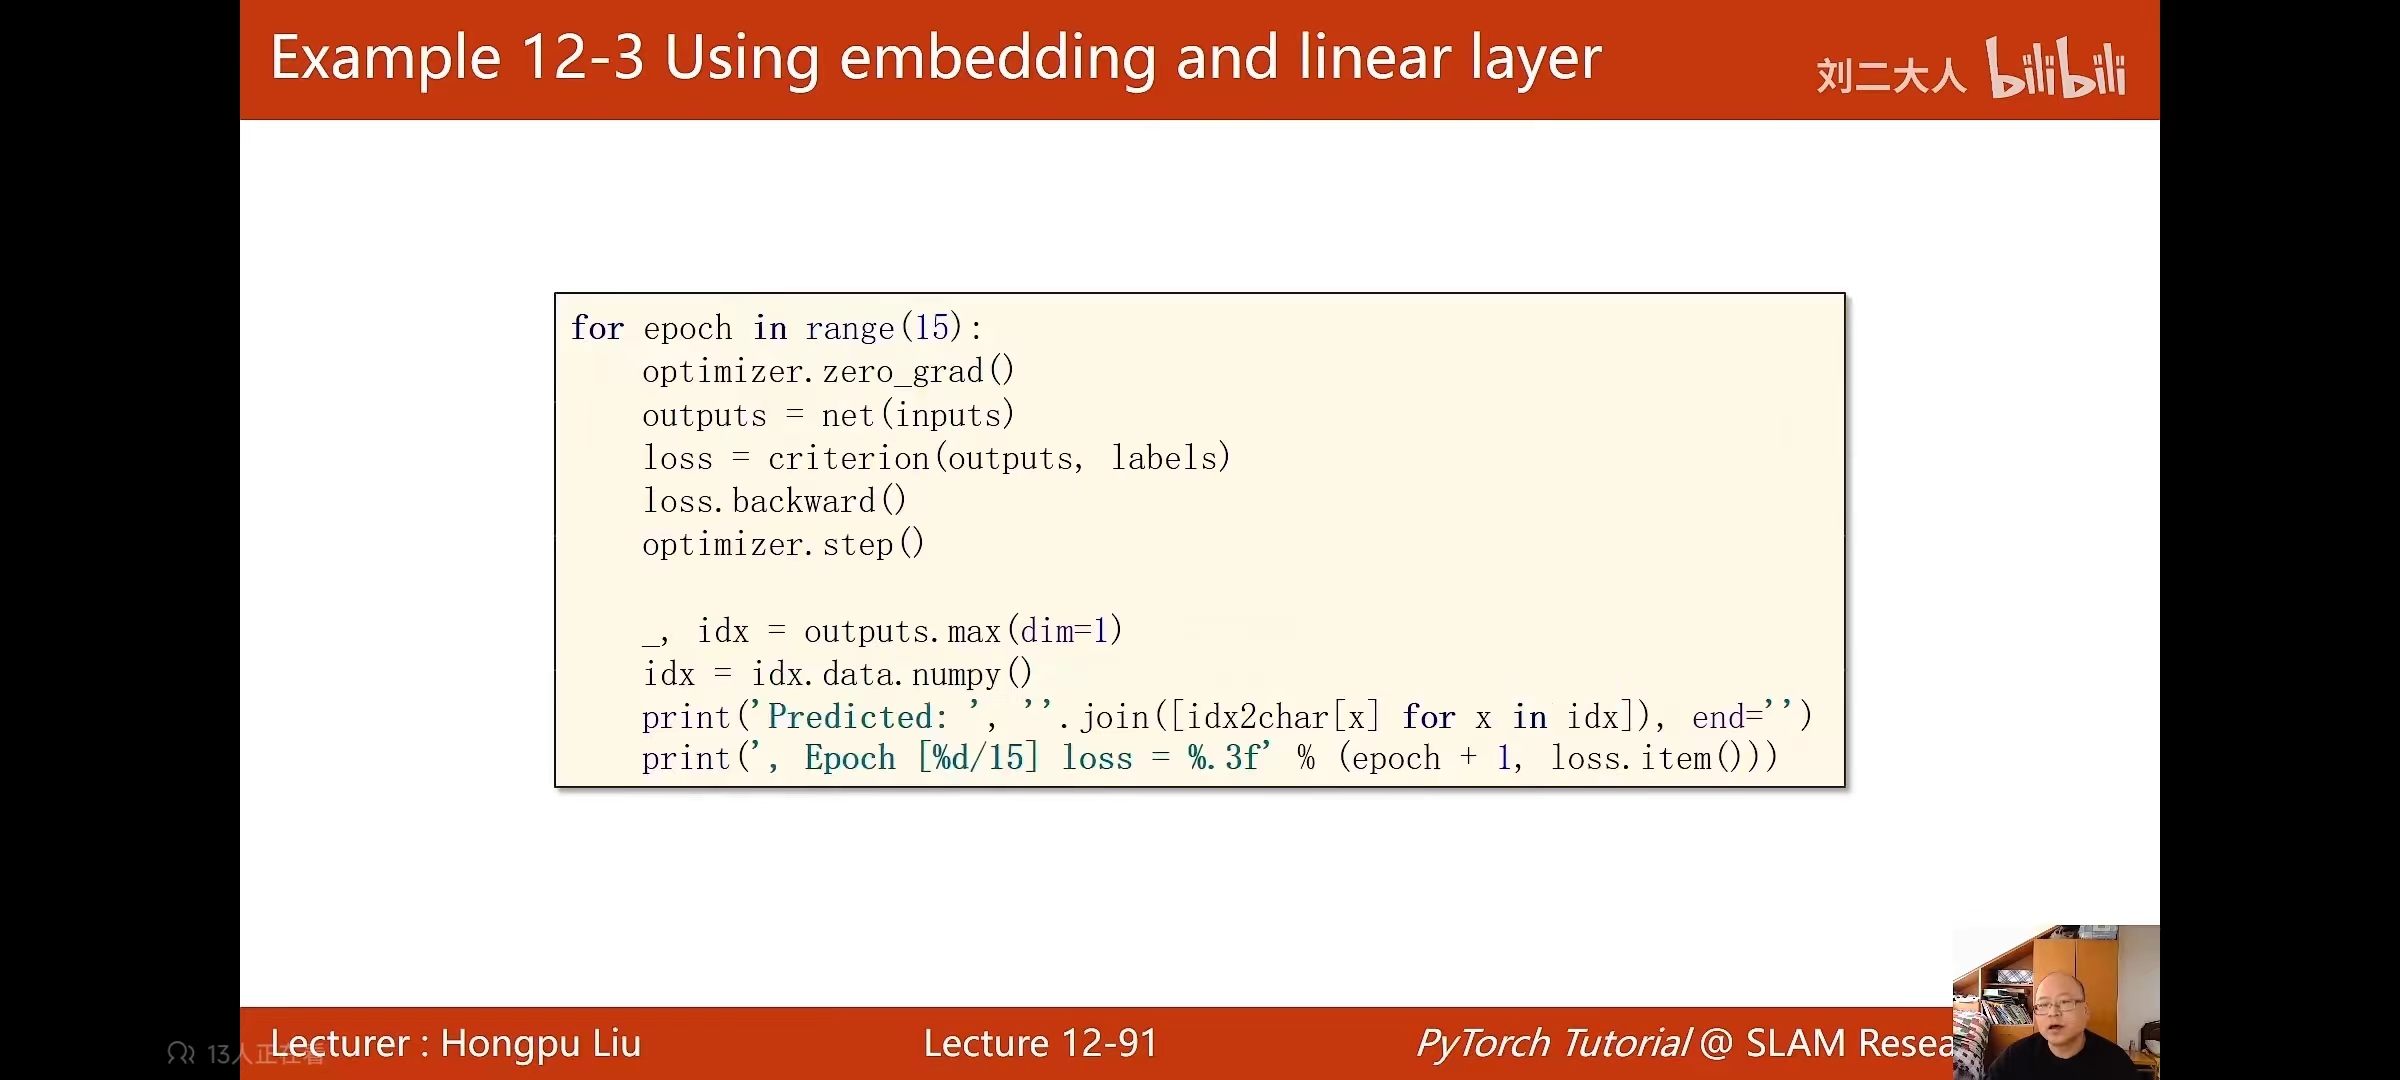 Example 12-3 Using embedding and linear layer
刘二大人 bilibili
for epoch in range(15):
    optimizer.zero_grad()
    outputs = net(inputs)
    loss = criterion(outputs, labels)
    loss.backward()
    optimizer.step()
    _, idx = outputs.max(dim=1)
    idx = idx.data.numpy()
    print('Predicted: ', ''.join([idx2char[x] for x in idx]), end='')
    print(', Epoch [%d/15] loss = %.3f' % (epoch + 1, loss.item()))
13人正在看
Lecturer : Hongpu Liu
Lecture 12-91
PyTorch Tutorial @ SLAM Resea